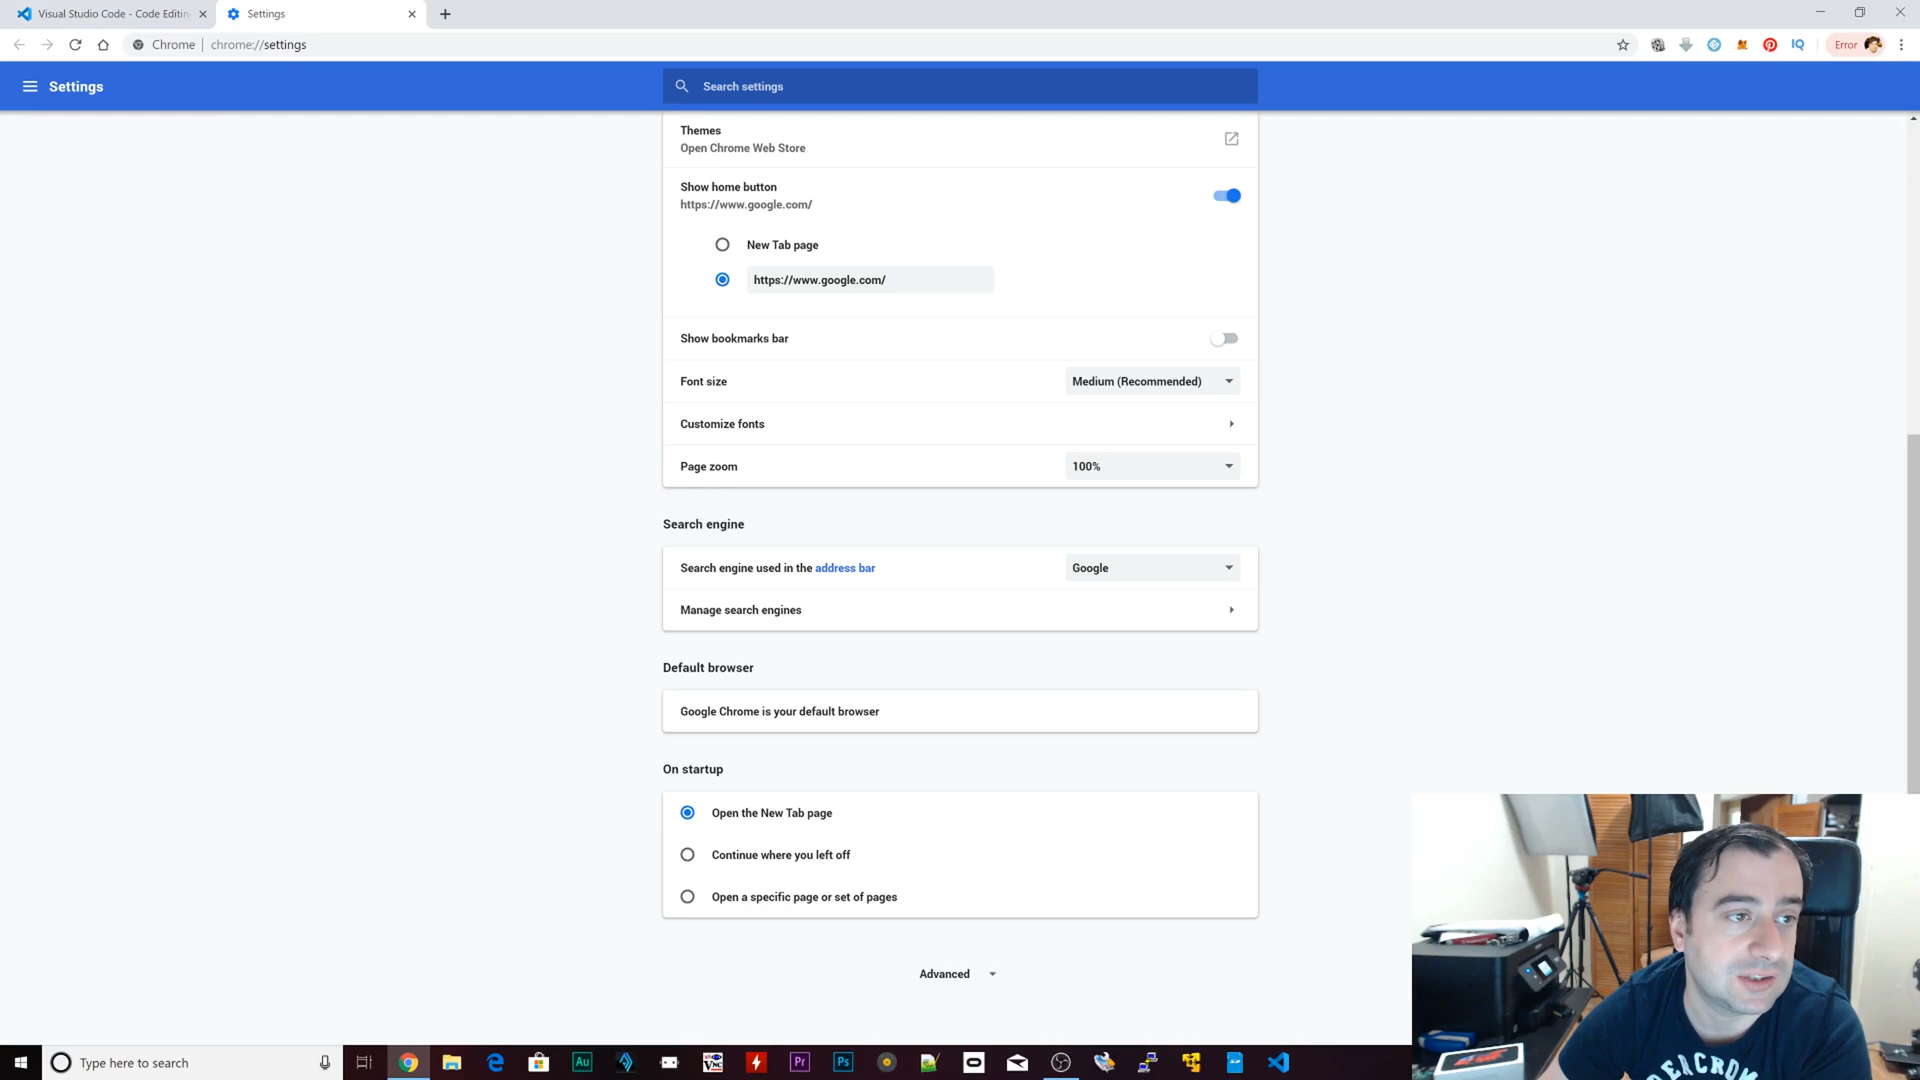 Visual Studio Code - Code Editin
Settings
Chrome
chrome://settings
Error
IQ
Settings
Search settings
Themes
Open Chrome Web Store
Show home button
https://www.google.com/
New Tab page
https://www.google.com/
Show bookmarks bar
Font size
Medium (Recommended)
Customize fonts
Page zoom
100%
Search engine
Search engine used in the address bar
Google
Manage search engines
Default browser
Google Chrome is your default browser
On startup
Open the New Tab page
Continue where you left off
Open a specific page or set of pages
Advanced
Type here to search
Au
Pr
Ps